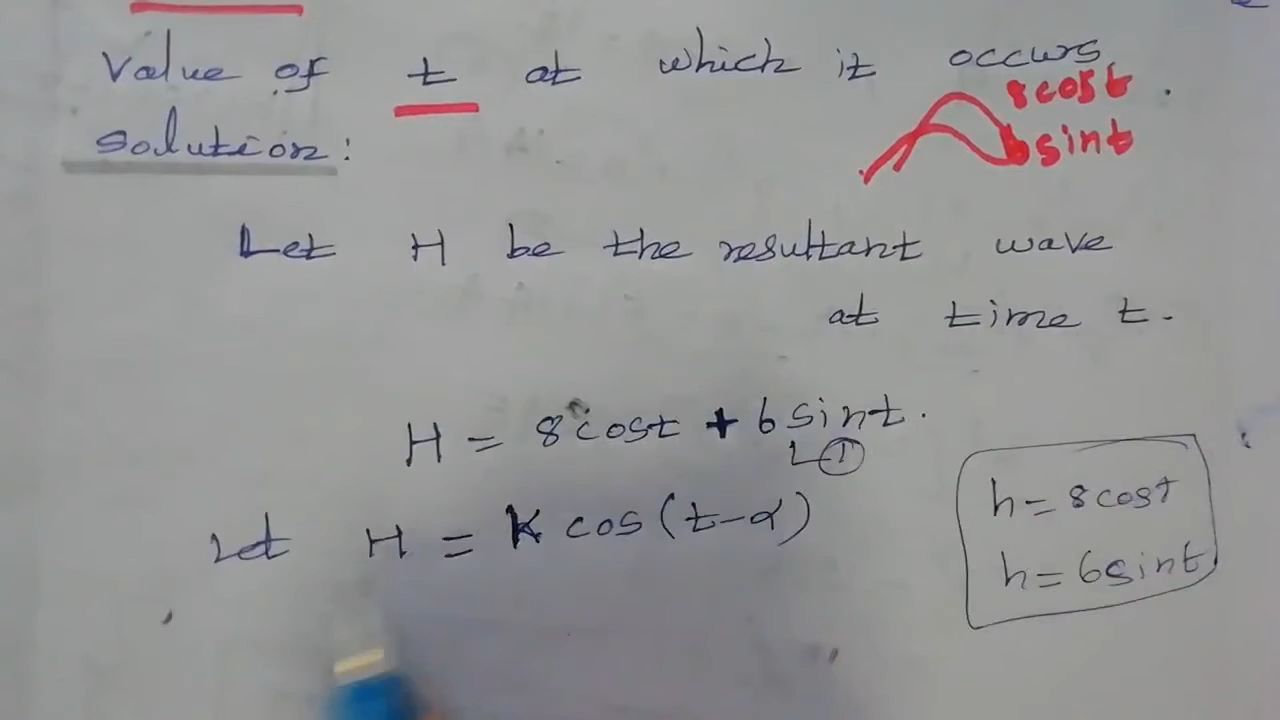 Value of t at which it occurs.
8cost
6sint
solution:
Let H be the resultant wave
at time t.
H = 8cost + 6sint.
1
Let H = K cos(t-α)
h = 8cost
h = 6sint